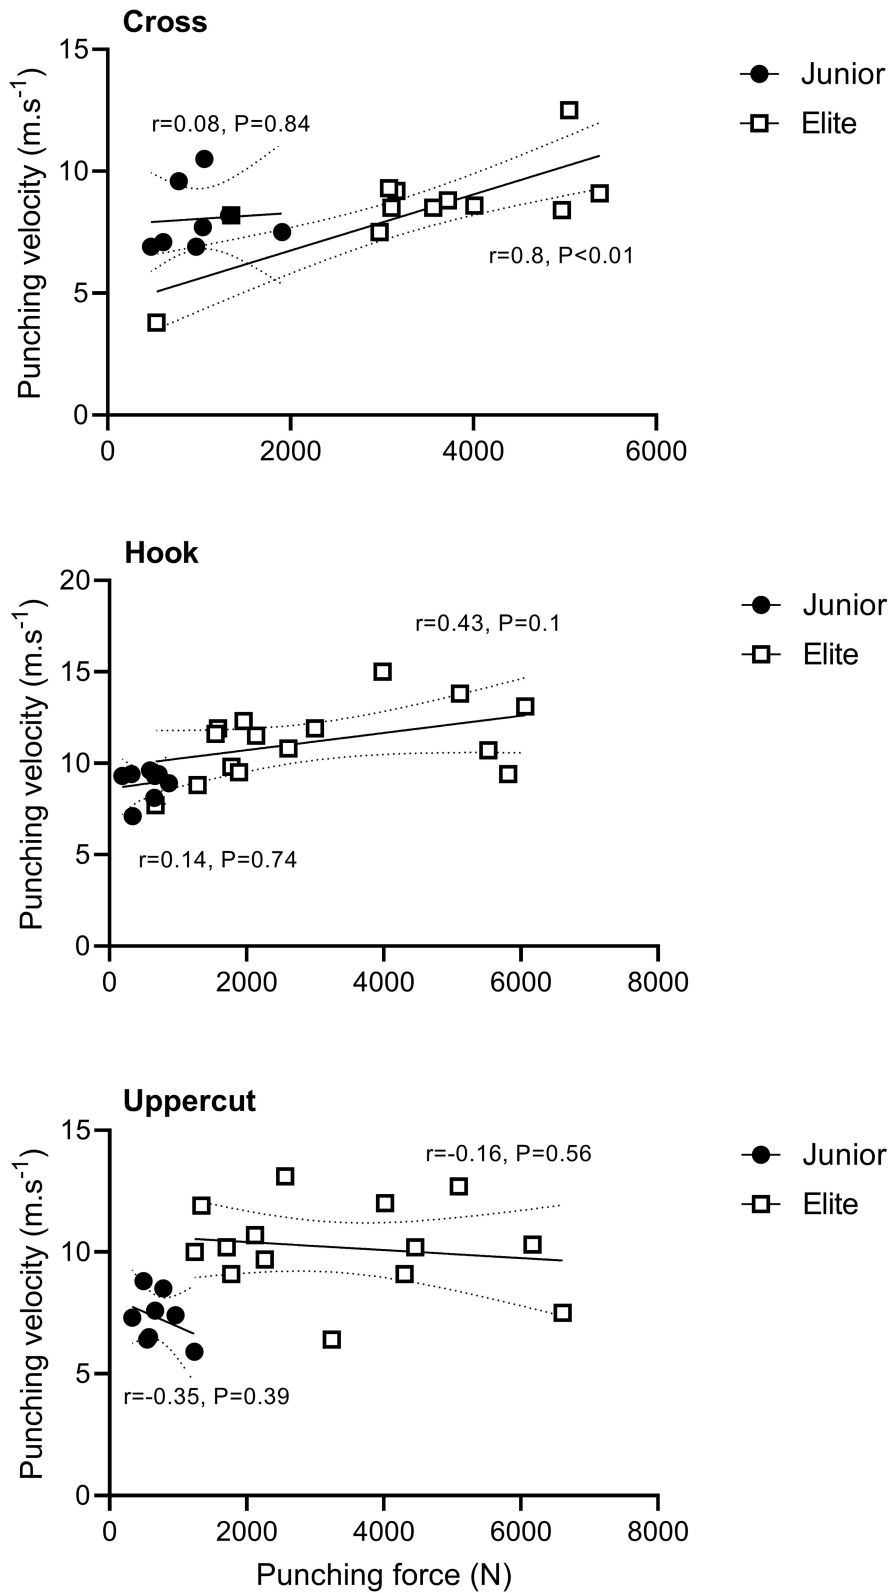 Cross
15
10
5
0
Punching velocity (m.s-1)
r=0.08, P=0.84
r=0.8, P<0.01
0 2000 4000 6000
Junior
Elite
Hook
20
15
10
5
0
Punching velocity (m.s-1)
r=0.43, P=0.1
r=0.14, P=0.74
0 2000 4000 6000 8000
Junior
Elite
Uppercut
15
10
5
0
Punching velocity (m.s-1)
r=-0.16, P=0.56
r=-0.35, P=0.39
0 2000 4000 6000 8000
Punching force (N)
Junior
Elite